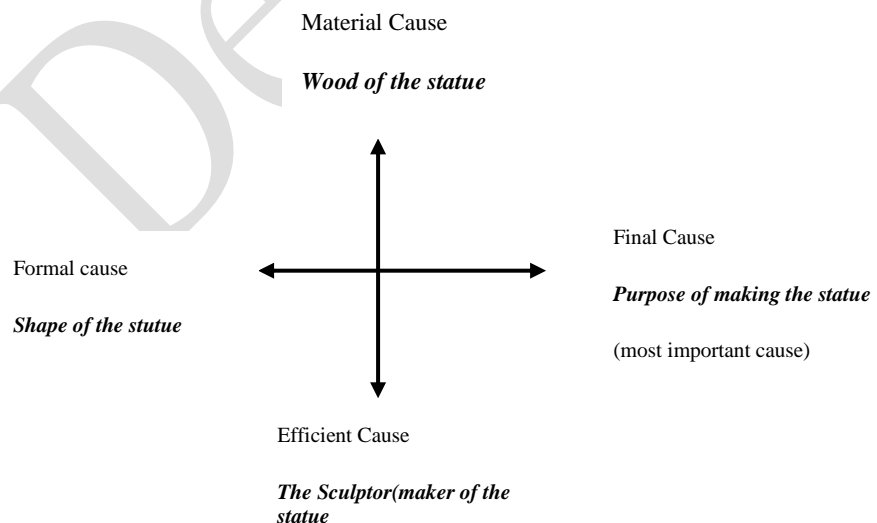 Material Cause
Wood of the statue
Final Cause
Formal cause
Purpose of making the statue
Shape of the stutue
(most important cause)
Efficient Cause
The Sculptor(maker of the
statue